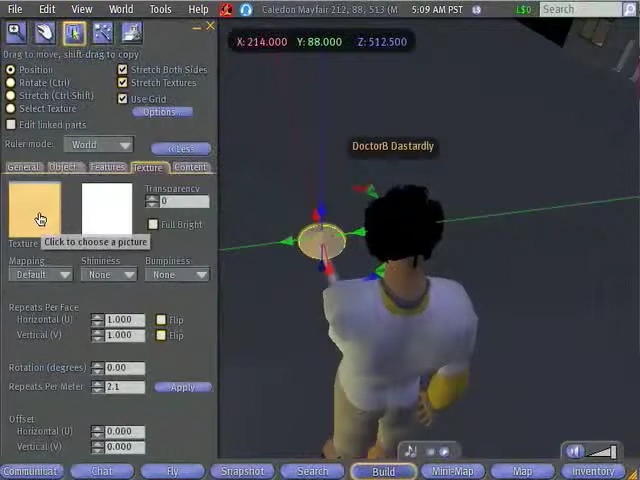 File Edit View World Tools Help Caledon Mayfair 212, 88, 513 (M 5:09 AM PST L$0 Search
X: 214.000 Y: 88.000 Z: 512.500
Drag to move, shift-drag to copy
Position Stretch Both Sides
Rotate (Ctrl) Stretch Textures
Stretch (Ctrl Shift) Use Grid
Select Texture Options...
Edit linked parts
Ruler mode: World << Less
DoctorB Dastardly
General Object Features Texture Content
Transparency
0
Full Bright
Texture Click to choose a picture
Mapping Shininess Bumpiness
Default None None
Repeats Per Face
Horizontal (U) 1.000 Flip
Vertical (V) 1.000 Flip
Rotation (degrees) 0.00
Repeats Per Meter 2.1 Apply
Offset
Horizontal (U) 0.000
Vertical (V) 0.000
Communicat Chat Fly Snapshot Search Build Mini-Map Map Inventory